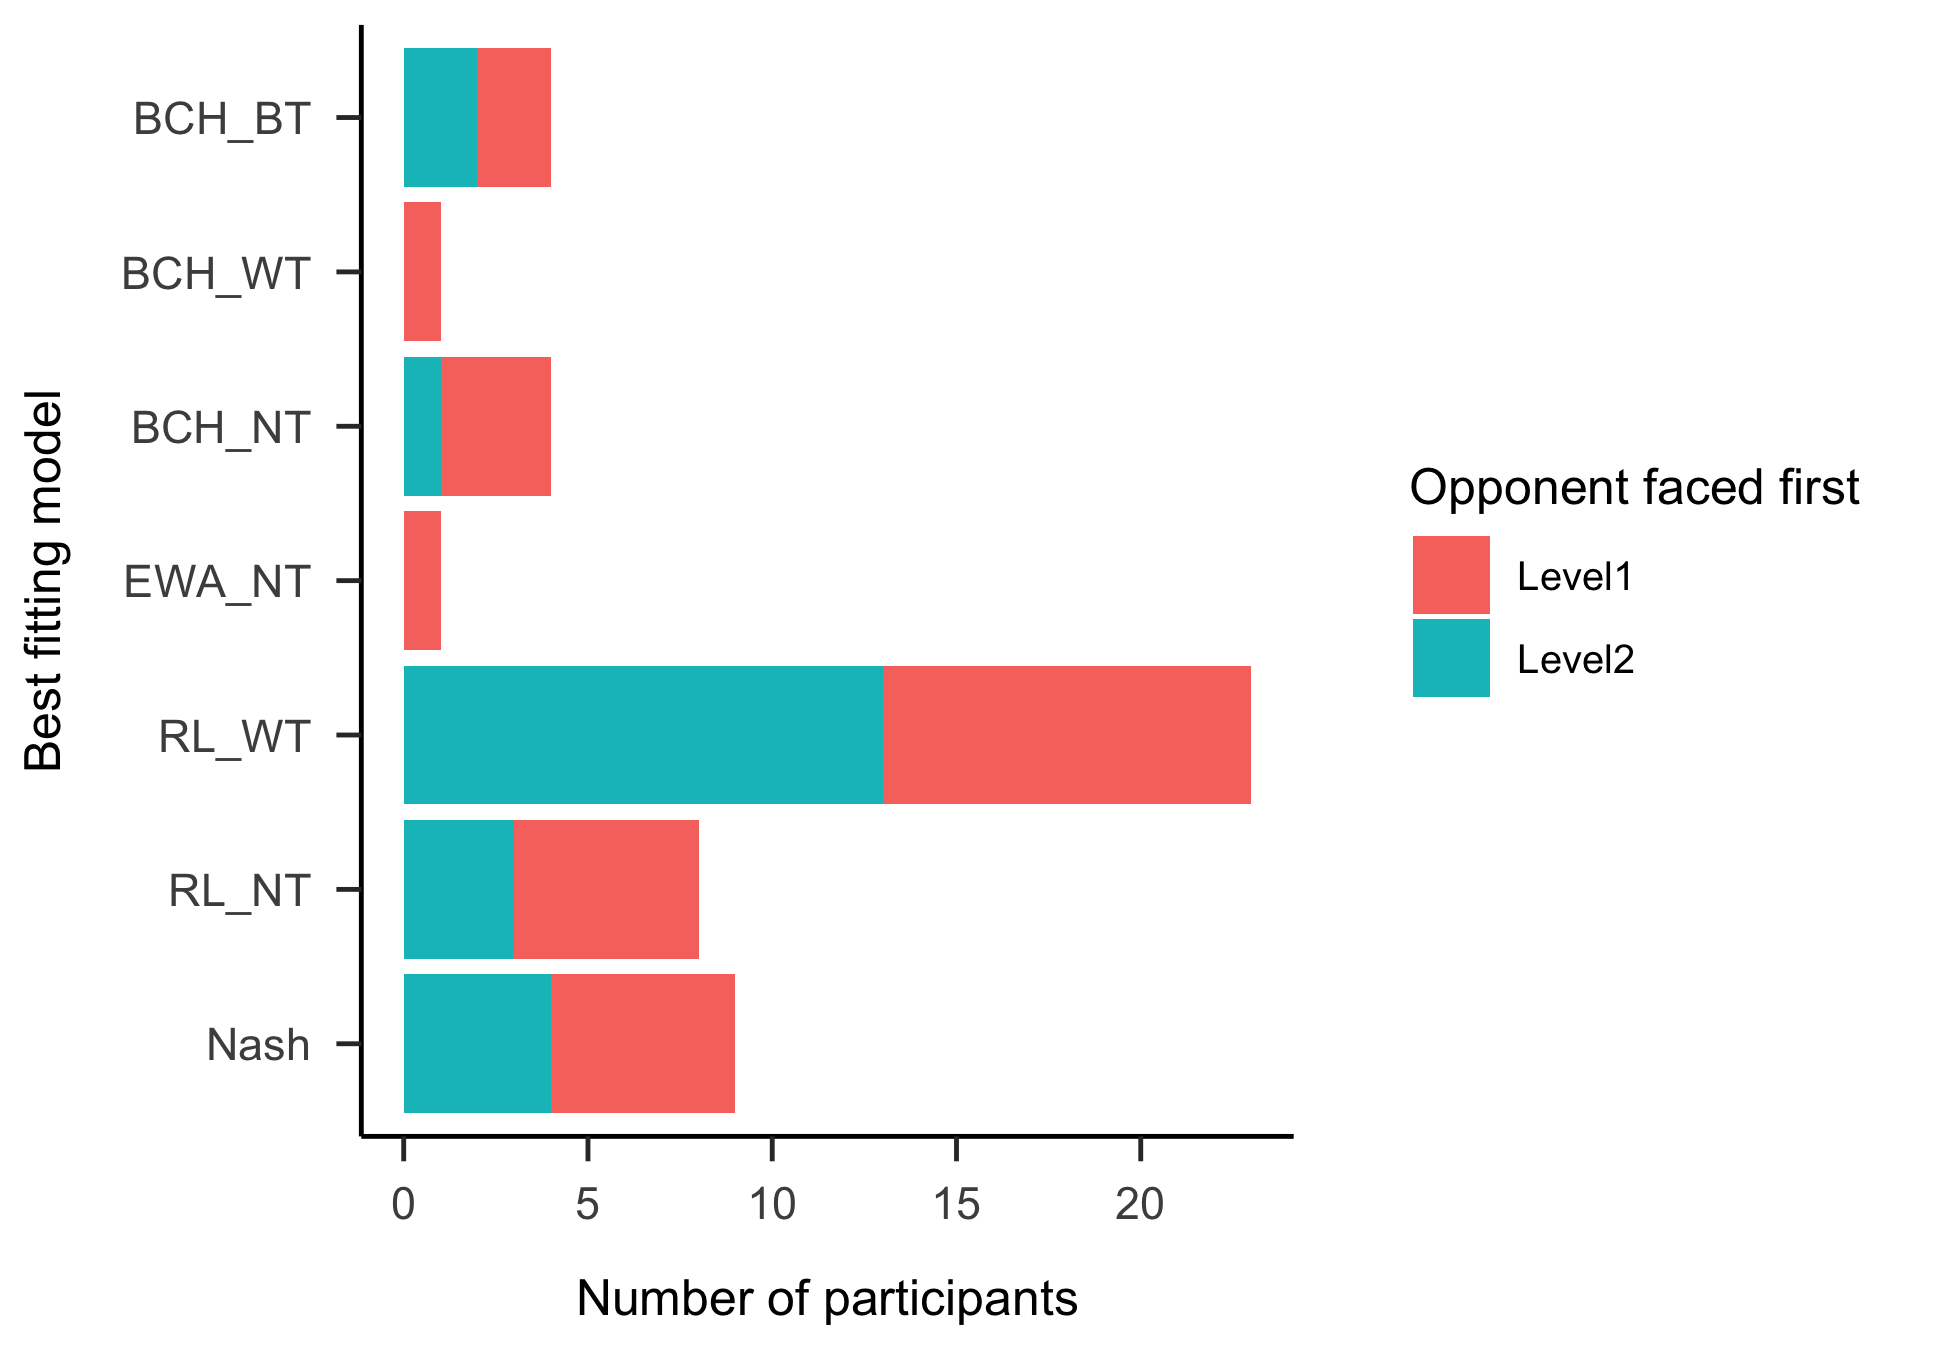 Best fitting model
BCH_BT
BCH_WT
BCH_NT
EWA_NT
RL_WT
RL_NT
Nash
0 5 10 15 20
Number of participants
Opponent faced first
Level1
Level2